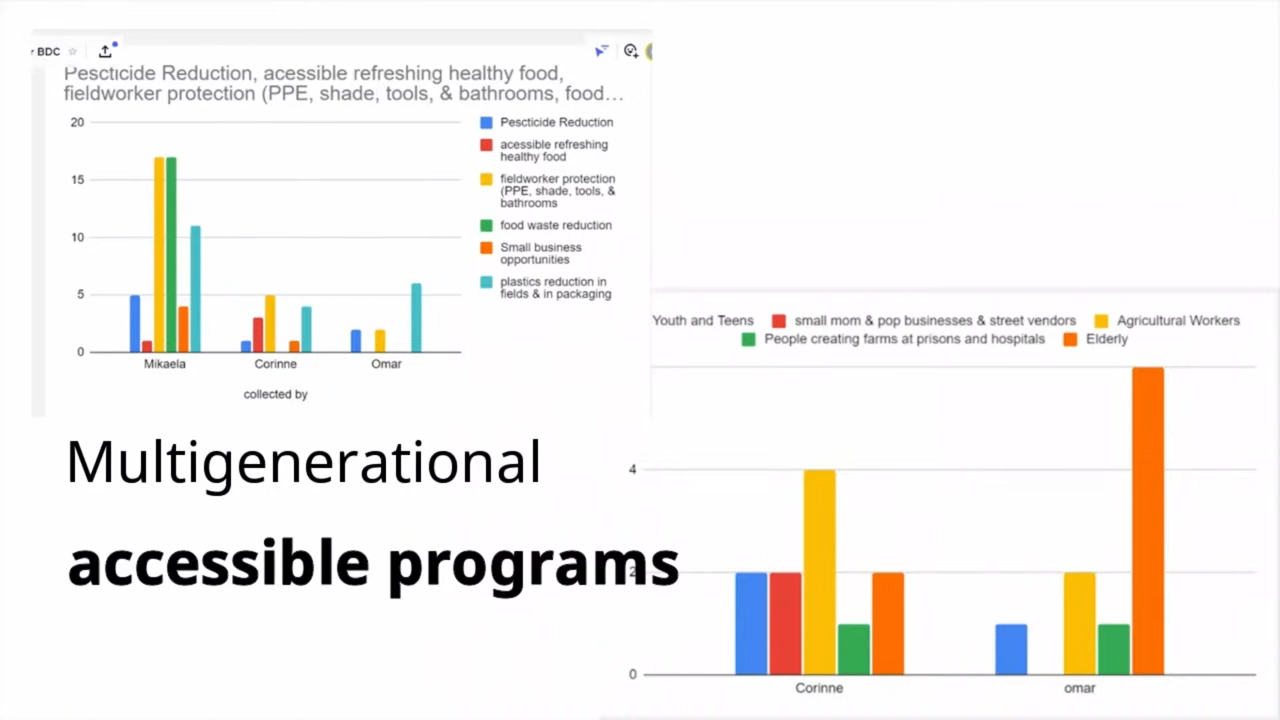 BDC
Pescticide Reduction, acessible refreshing healthy food,
fieldworker protection (PPE, shade, tools, & bathrooms, food…
20
15
10
5
0
Mikaela
Corinne
Omar
collected by
Pescticide Reduction
acessible refreshing
healthy food
fieldworker protection
(PPE, shade, tools, &
bathrooms
food waste reduction
Small business
opportunities
plastics reduction in
fields & in packaging
Multigenerational
accessible programs
Youth and Teens
small mom & pop businesses & street vendors
Agricultural Workers
People creating farms at prisons and hospitals
Elderly
4
2
0
Corinne
omar